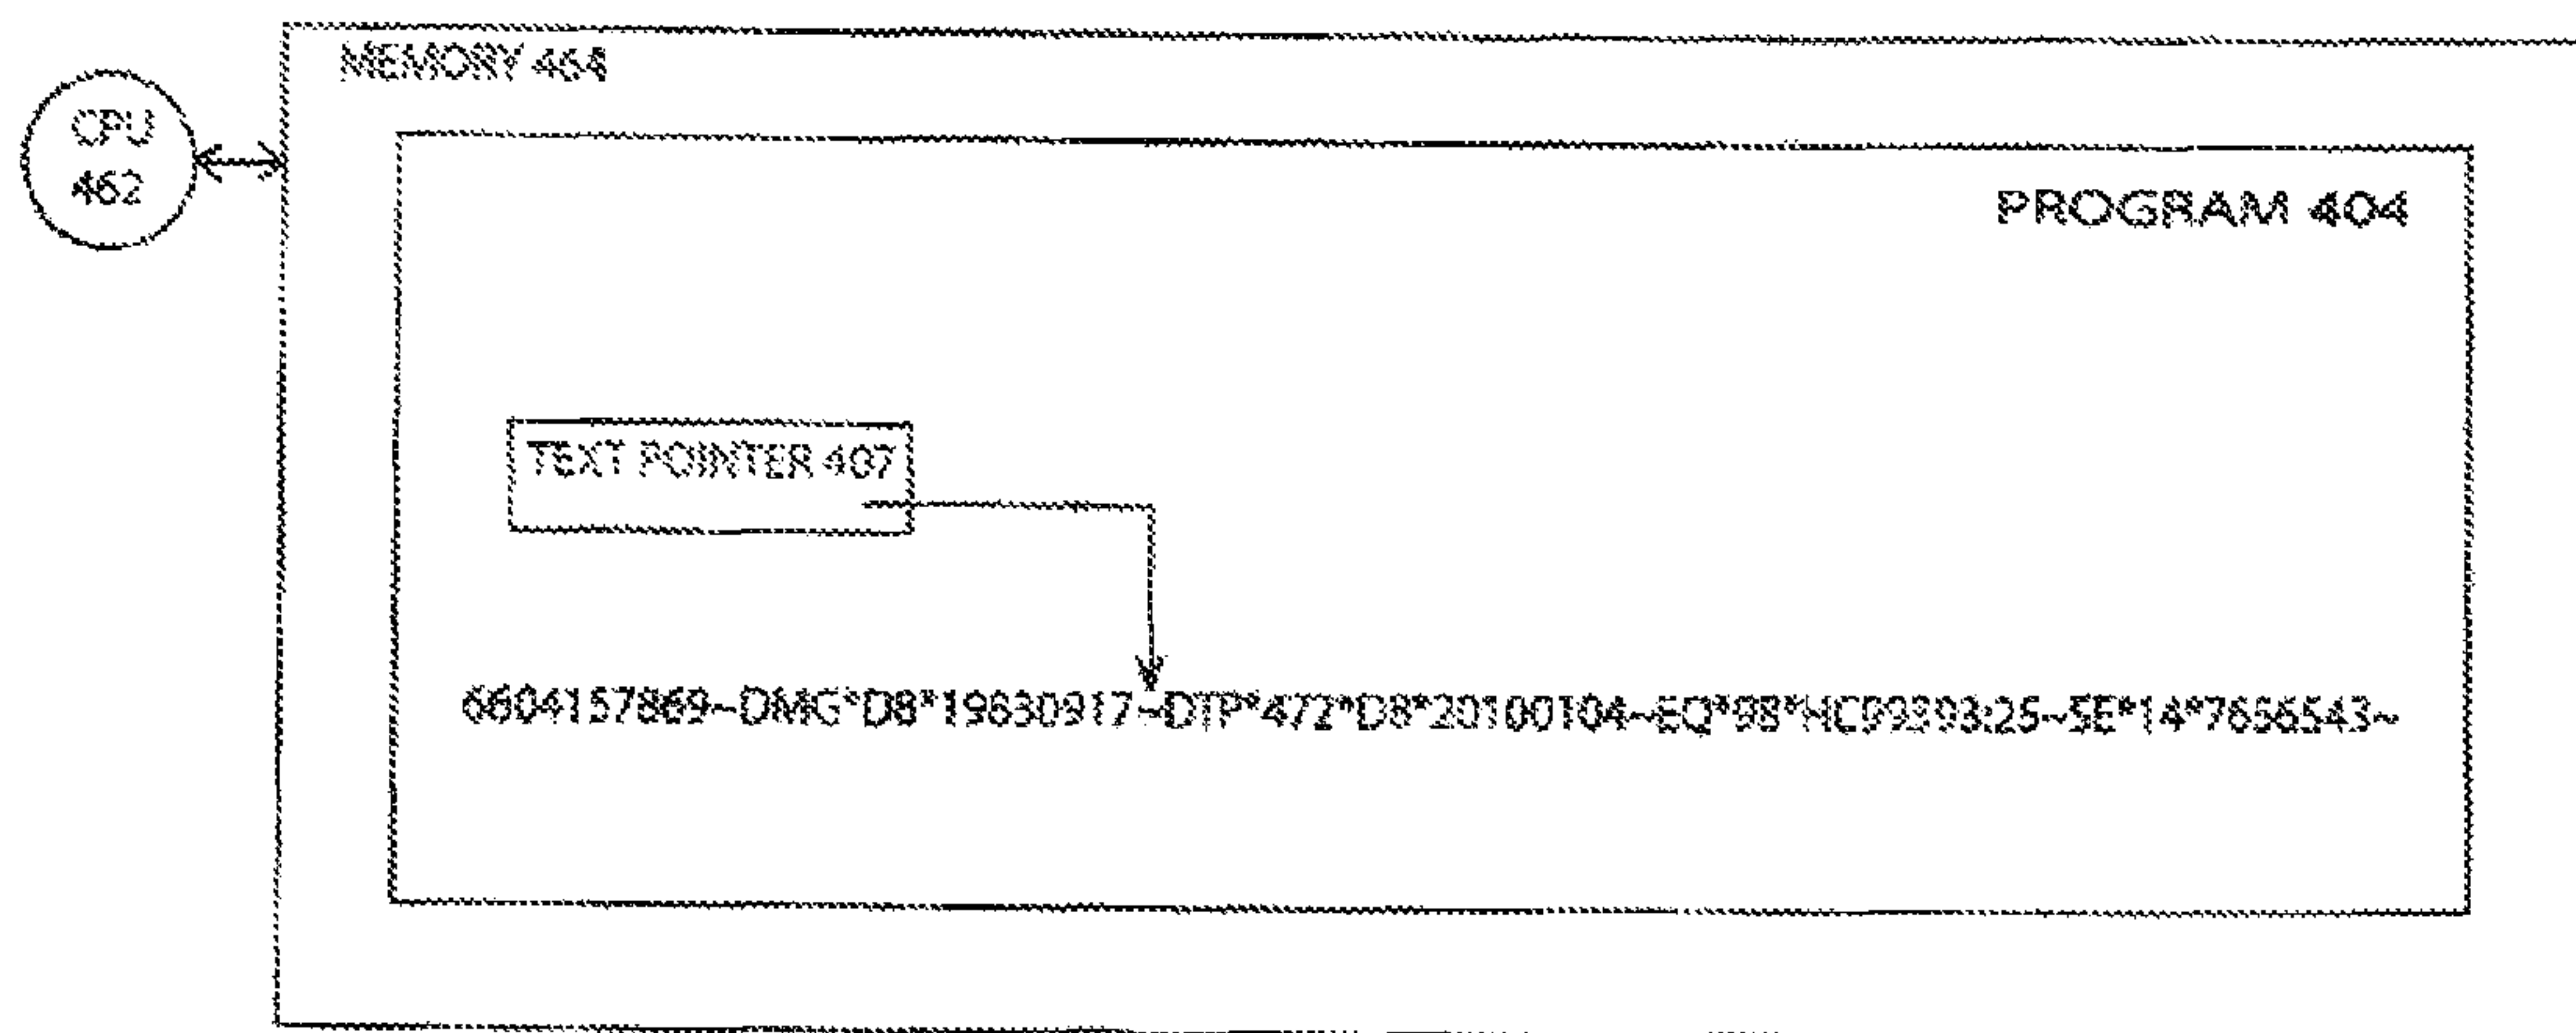 MEMORY 464
CPU
462
PROGRAM 404
TEXT POINTER 407
6604157869~DMG*D8*19630917~DTP*472*D8*20100104~EQ*98*HC99393:25~SE*14*7656543~